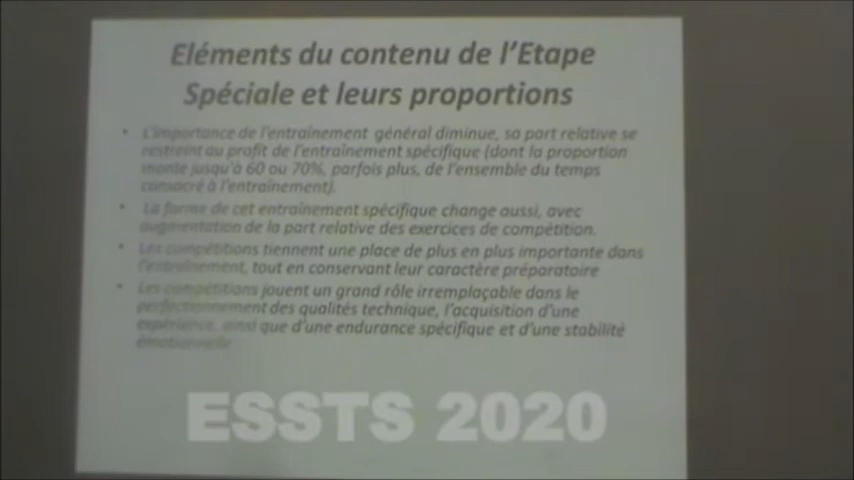 Eléments du contenu de l'Etape
Spéciale et leurs proportions
• L'importance de l'entraînement général diminue, sa part relative se
restreint au profit de l'entraînement spécifique (dont la proportion
monte jusqu'à 60 ou 70%, parfois plus, de l'ensemble du temps
consacré à l'entraînement).
• La forme de cet entraînement spécifique change aussi, avec
augmentation de la part relative des exercices de compétition.
• Les compétitions tiennent une place de plus en plus importante dans
l'entraînement, tout en conservant leur caractère préparatoire
• Les compétitions jouent un grand rôle irremplaçable dans le
perfectionnement des qualités technique, l'acquisition d'une
expérience, ainsi que d'une endurance spécifique et d'une stabilité
émotionnelle
ESSTS 2020